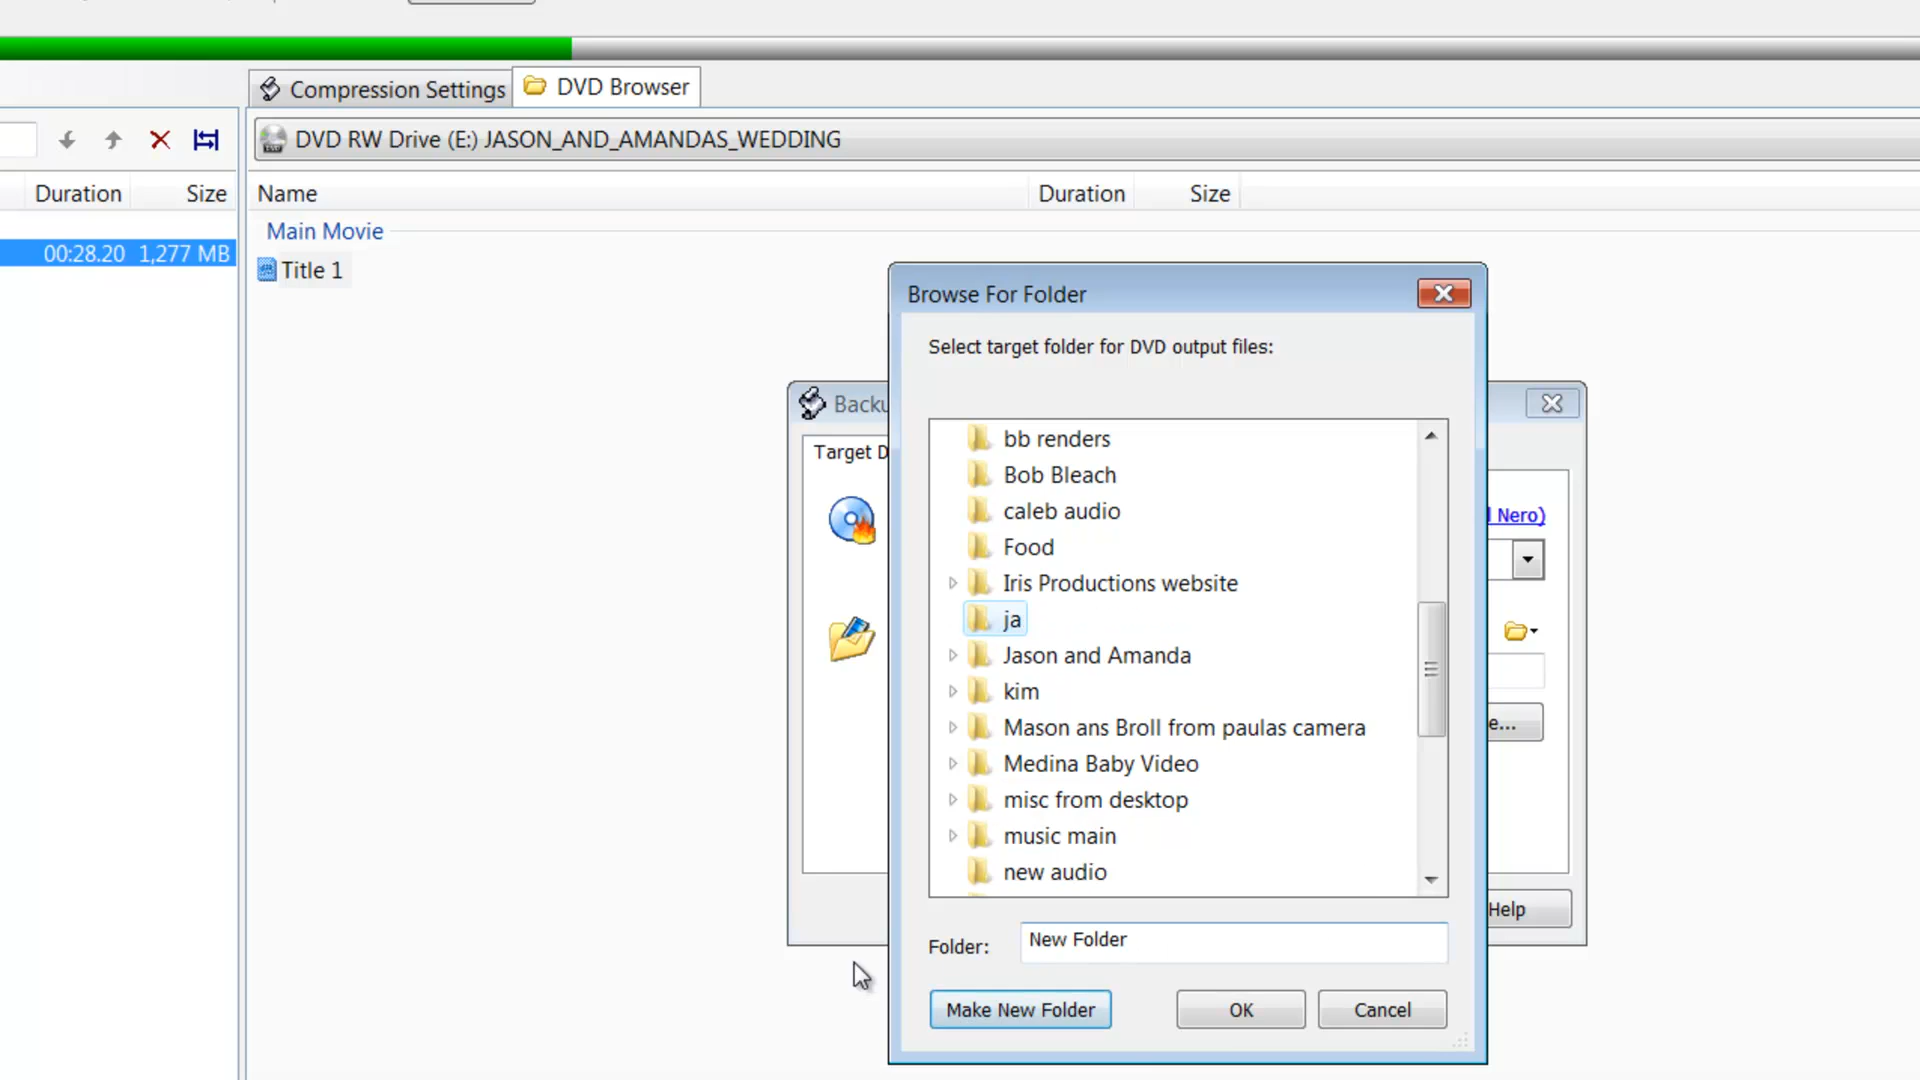 Compression Settings
DVD Browser
DVD RW Drive (E:) JASON_AND_AMANDAS_WEDDING
Duration Size
Name Duration Size
Main Movie
00:28.20 1,277 MB
Title 1
Browse For Folder
Select target folder for DVD output files:
Backu
Target D
bb renders
Bob Bleach
caleb audio
Food
Iris Productions website
ja
Jason and Amanda
kim
Mason ans Broll from paulas camera
Medina Baby Video
misc from desktop
music main
new audio
Nero)
e...
Help
Folder: New Folder
Make New Folder OK Cancel